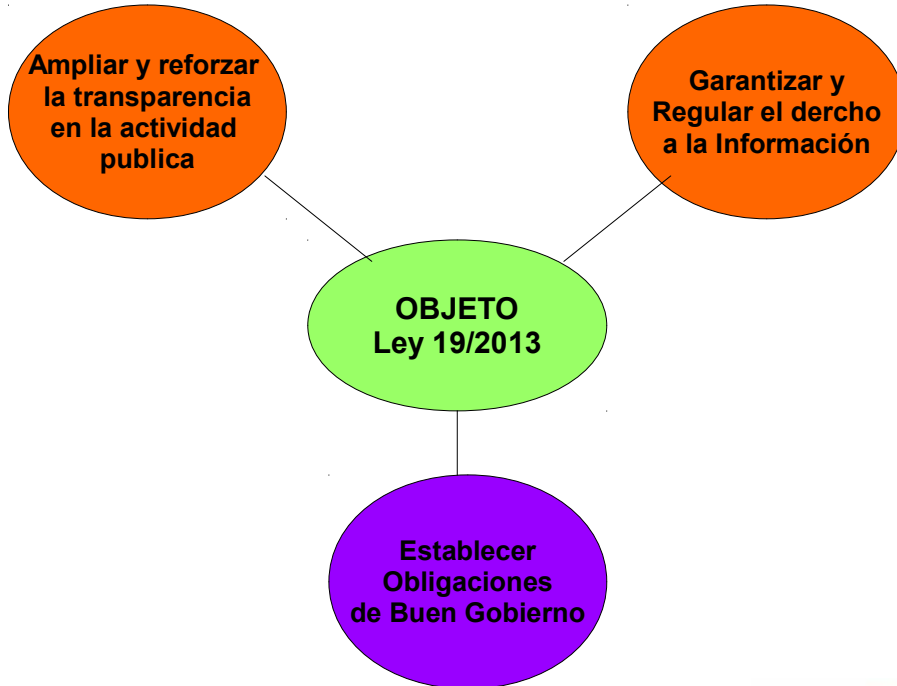 Ampliar y reforzar
la transparencia
en la actividad
publica
Garantizar y
Regular el dercho
a la Información
OBJETO
Ley 19/2013
Establecer
Obligaciones
de Buen Gobierno